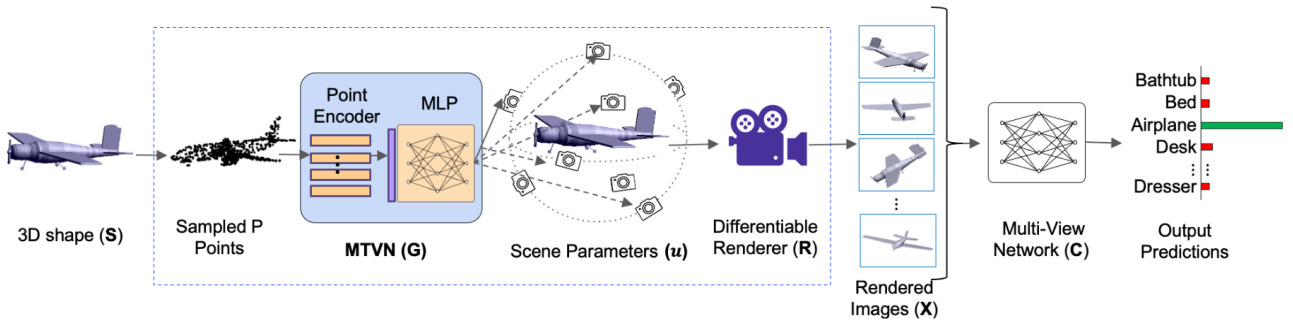 3D shape (S)
Sampled P
Points
Point
Encoder
MLP
MTVN (G)
Scene Parameters (u)
Differentiable
Renderer (R)
Rendered
Images (X)
Multi-View
Network (C)
Bathtub
Bed
Airplane
Desk
Dresser
Output
Predictions